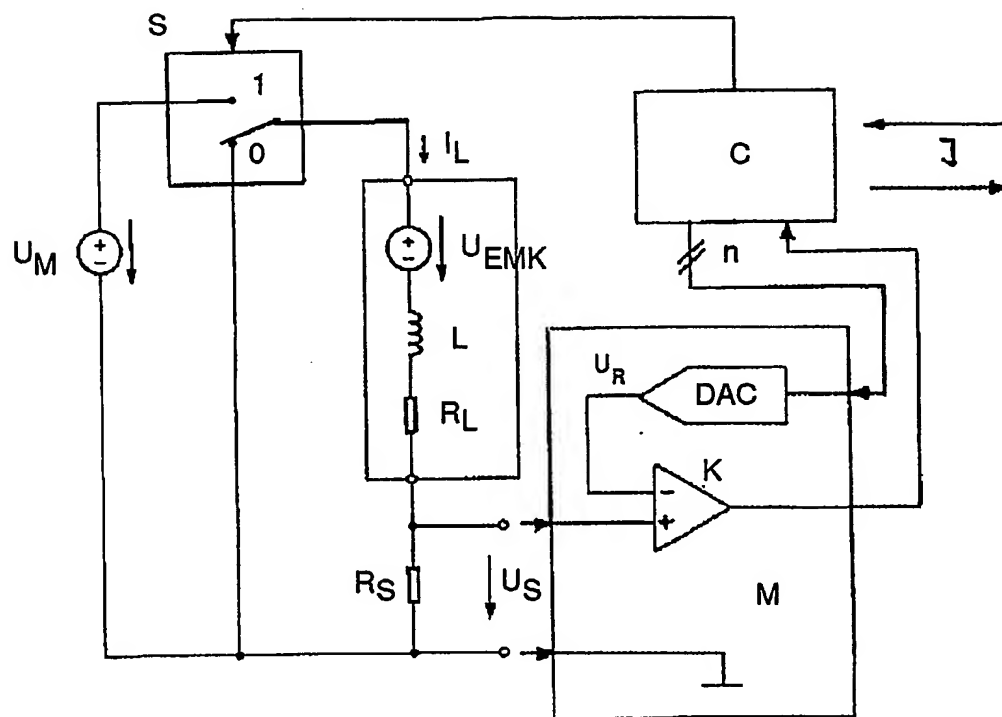 S
1
0
I_L
C
J
n
U_M
+
−
+
−
U_EMK
L
R_L
U_R
DAC
K
−
+
R_S
U_S
M